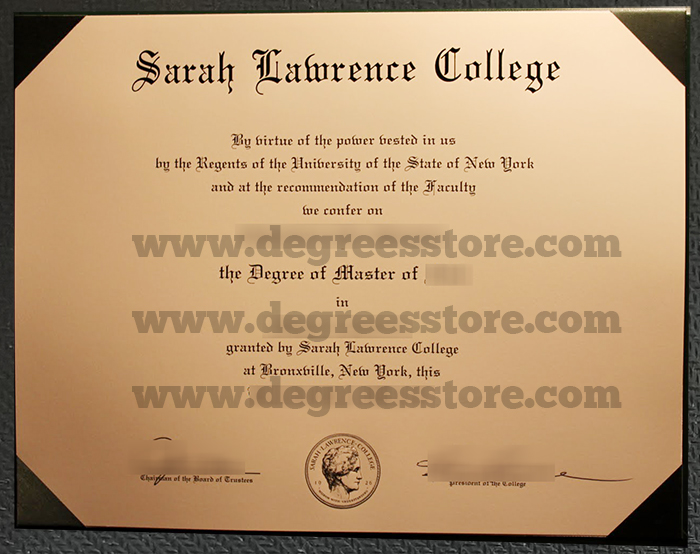 Sarah Lawrence College
By virtue of the power vested in us
by the Regents of the University of the State of New York
and at the recommendation of the Faculty
we confer on
www.degreesstore.com
the Degree of Master of
in
www.degreesstore.com
granted by Sarah Lawrence College
at Bronxville, New York, this
www.degreesstore.com
SARAH LAWRENCE COLLEGE
1926
Chairman of the Board of Trustees
president of the College